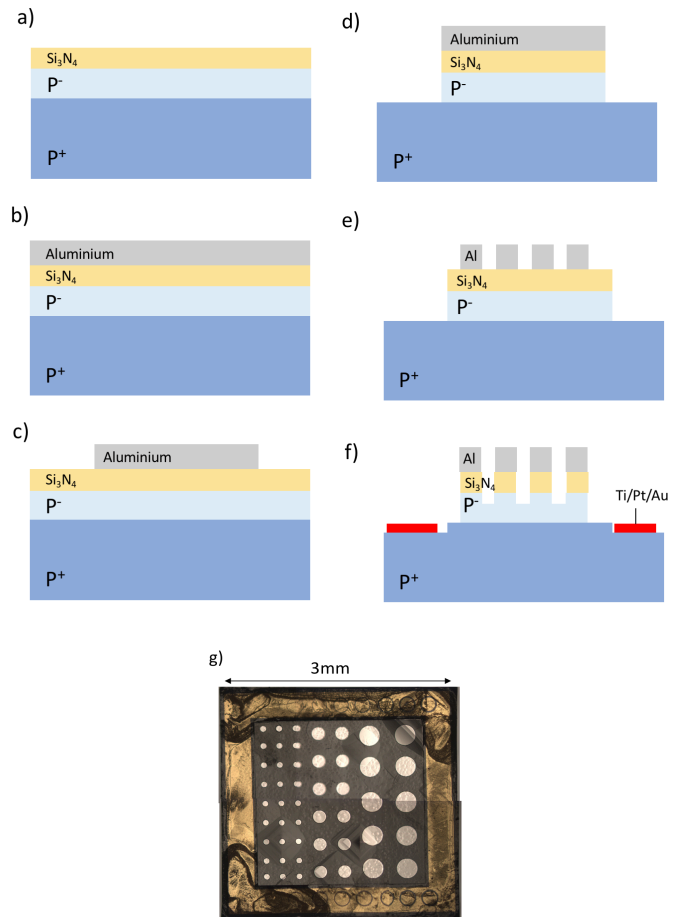 a)
Si₃N₄
P⁻
P⁺
b)
Aluminium
Si₃N₄
P⁻
P⁺
c)
Aluminium
Si₃N₄
P⁻
P⁺
d)
Aluminium
Si₃N₄
P⁻
P⁺
e)
Al
Si₃N₄
P⁻
P⁺
f)
Al
Si₃N₄
P⁻
Ti/Pt/Au
P⁺
g)
3mm